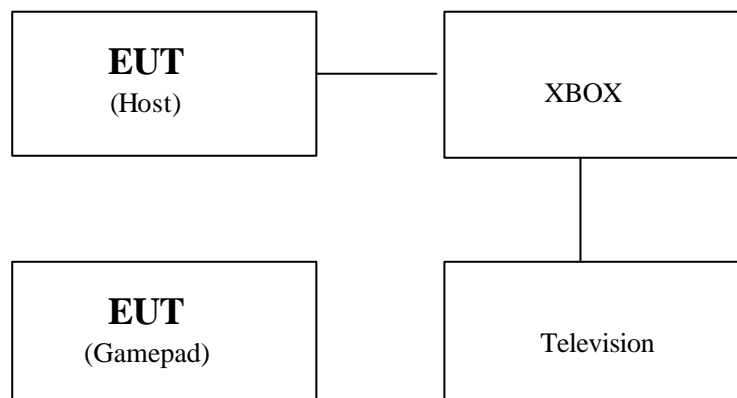 EUT
(Host)
XBOX
EUT
(Gamepad)
Television